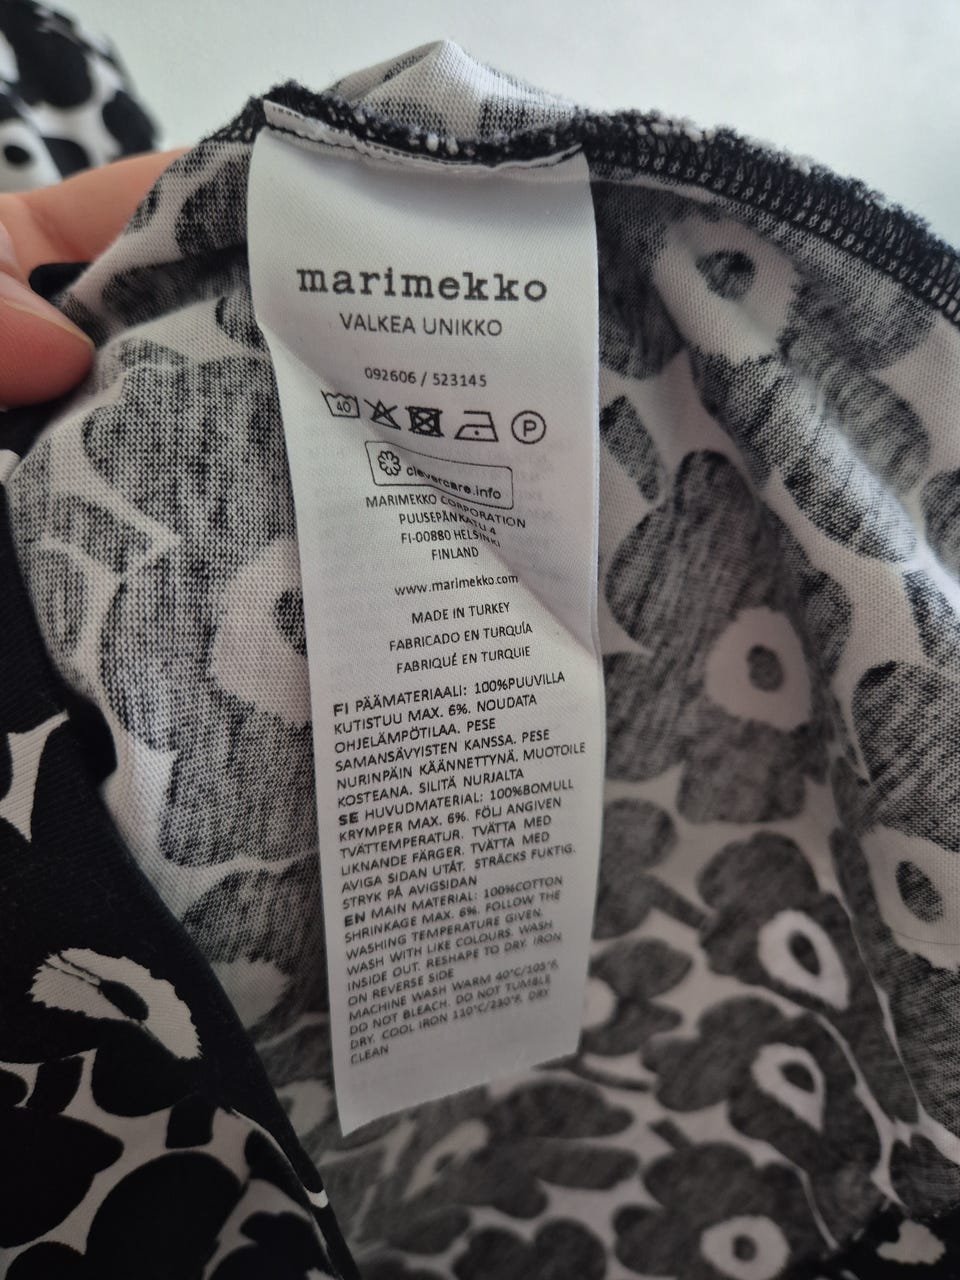 marimekko
VALKEA UNIKKO
092606 / 523145
40 P
clevercare.info
MARIMEKKO CORPORATION
PUUSEPÄNKATU 4
FI-00880 HELSINKI
FINLAND
www.marimekko.com
MADE IN TURKEY
FABRICADO EN TURQUÍA
FABRIQUÉ EN TURQUIE
FI PÄÄMATERIAALI: 100%PUUVILLA
KUTISTUU MAX. 6%. NOUDATA
OHJELÄMPÖTILAA. PESE
SAMANSÄVYISTEN KANSSA. PESE
NURINPÄIN KÄÄNNETTYNÄ. MUOTOILE
KOSTEANA. SILITÄ NURJALTA
SE HUVUDMATERIAL: 100%BOMULL
KRYMPER MAX. 6%. FÖLJ ANGIVEN
TVÄTTEMPERATUR. TVÄTTA MED
LIKNANDE FÄRGER. TVÄTTA MED
AVIGA SIDAN UTÅT. STRÄCKS FUKTIG.
STRYK PÅ AVIGSIDAN
EN MAIN MATERIAL: 100%COTTON
SHRINKAGE MAX. 6%. FOLLOW THE
WASHING TEMPERATURE GIVEN.
WASH WITH LIKE COLOURS. WASH
INSIDE OUT. RESHAPE TO DRY. IRON
ON REVERSE SIDE
MACHINE WASH WARM 40°C/105°F.
DO NOT BLEACH. DO NOT TUMBLE
DRY. COOL IRON 110°C/230°F. DRY
CLEAN